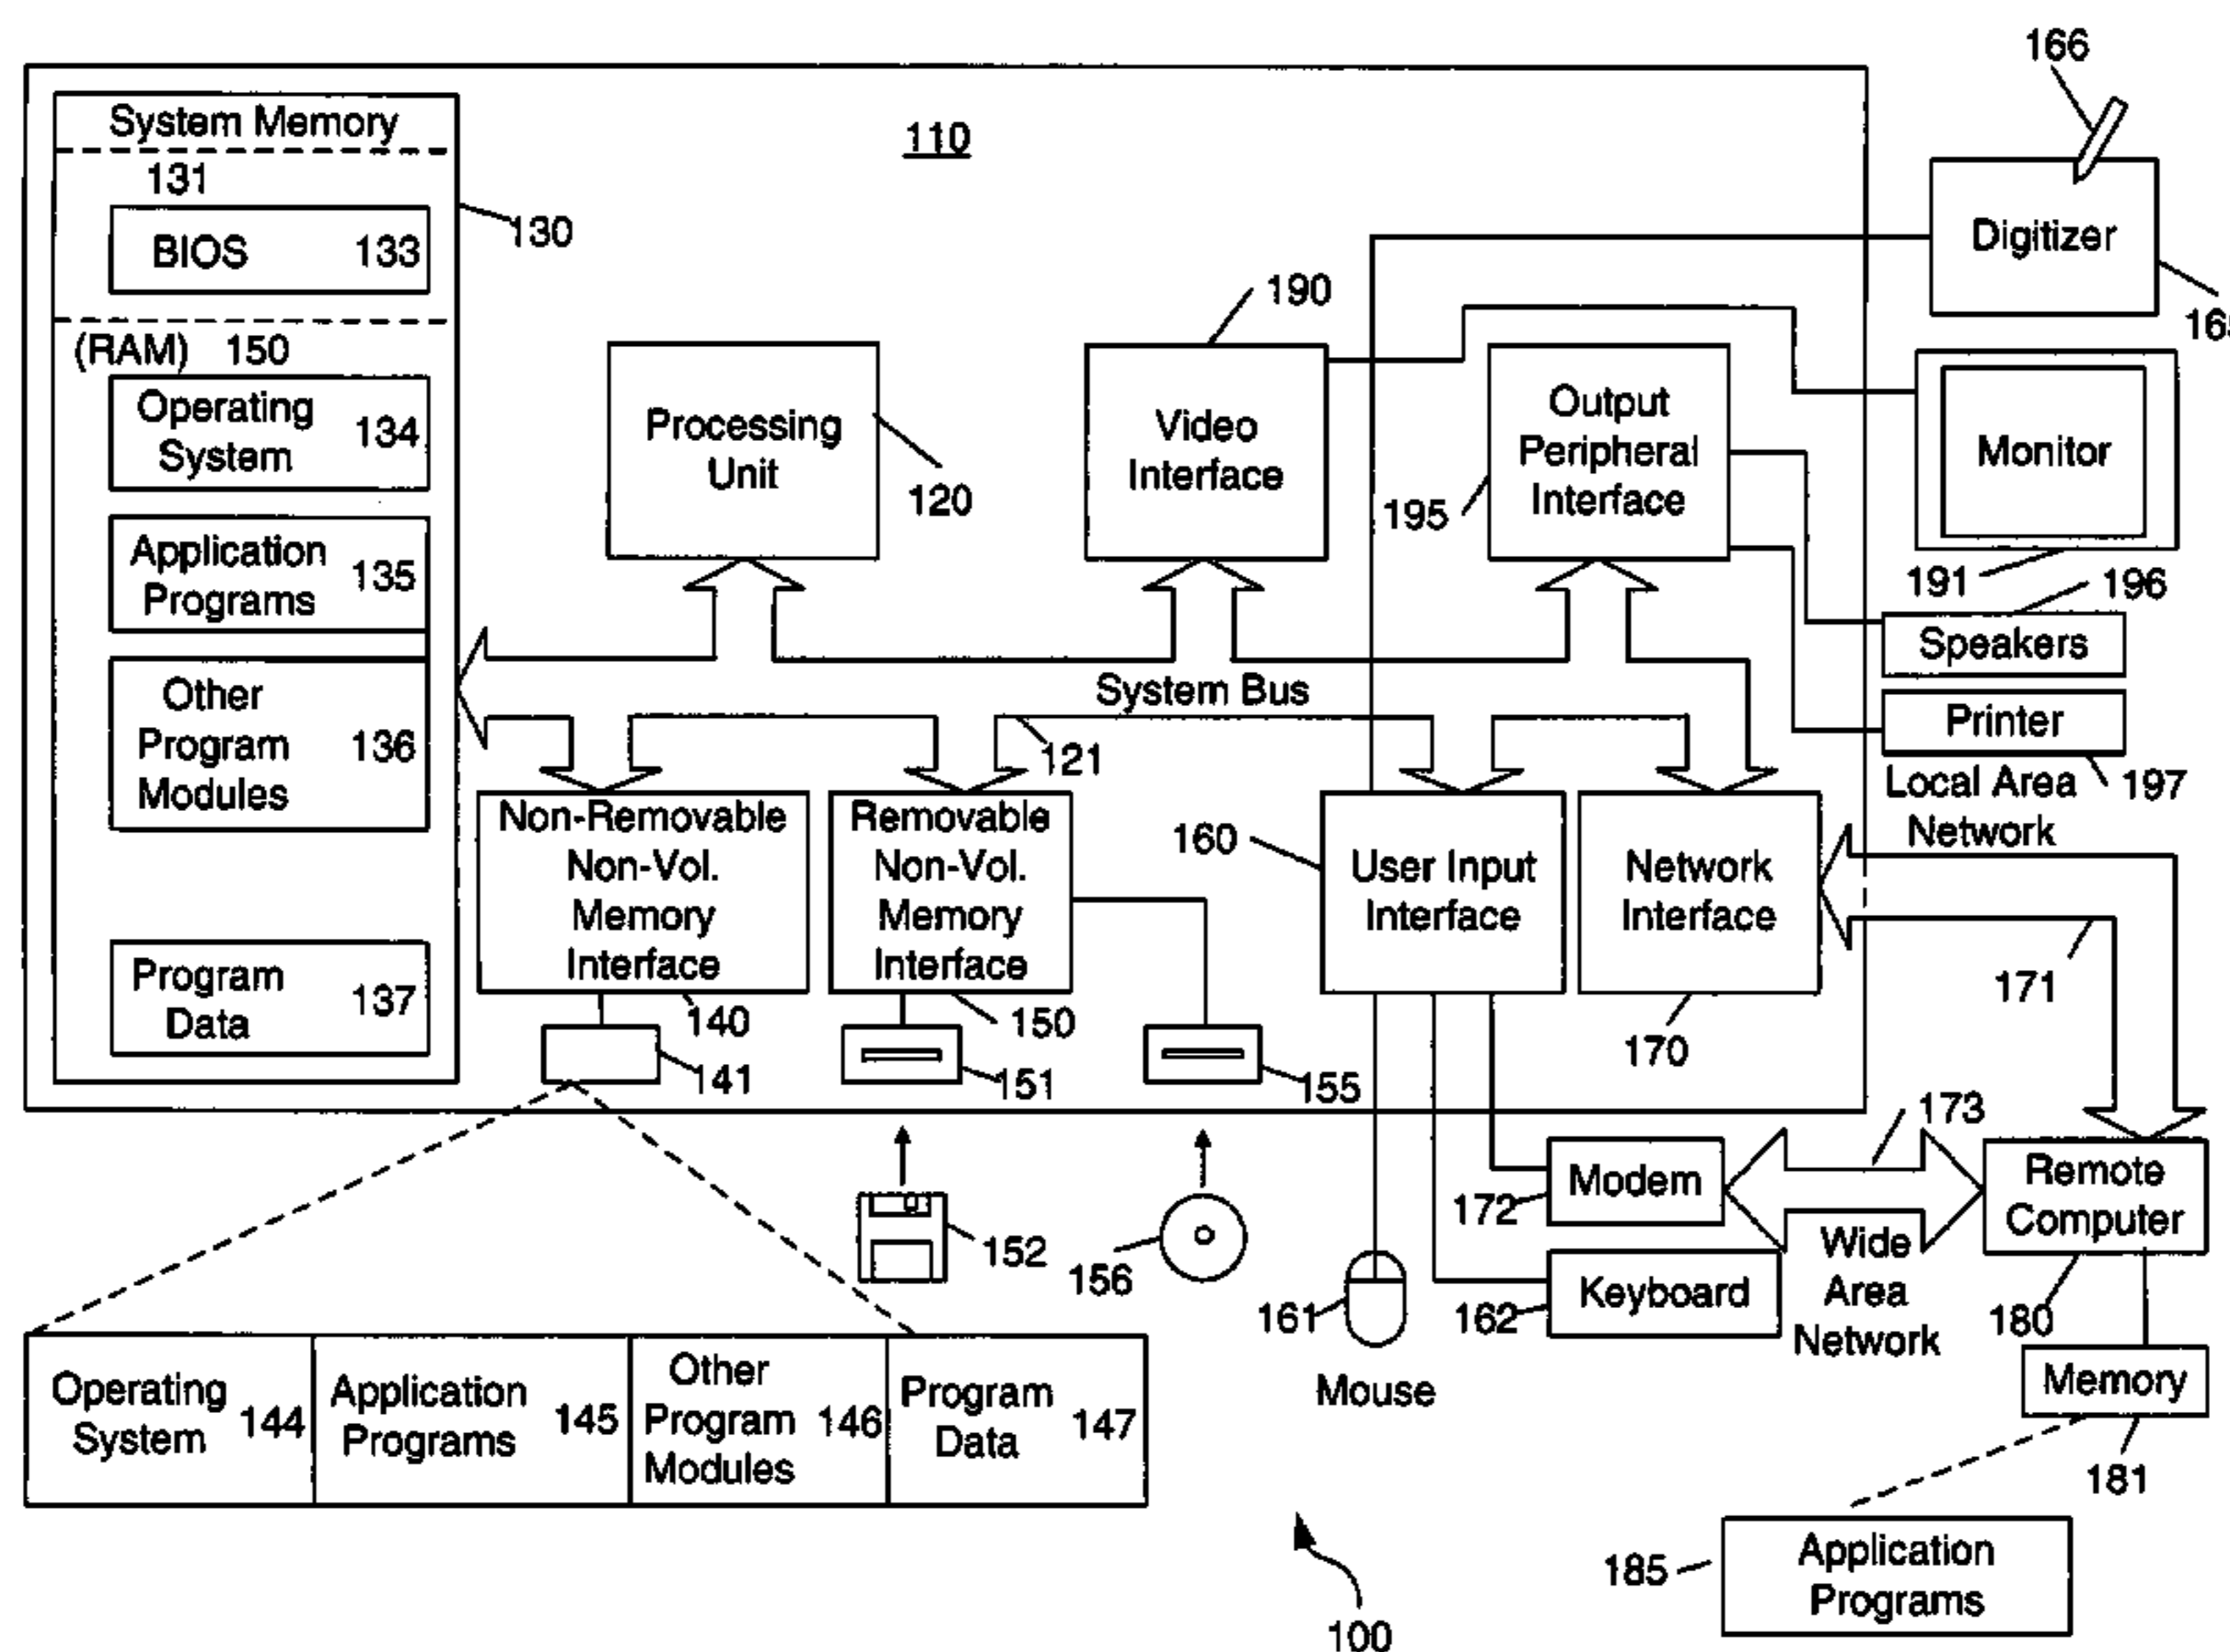 166
System Memory
110
131
BIOS 133
130
Digitizer
190
(RAM) 150
Operating
System
134
Processing
Unit
120
Video
Interface
Output
Peripheral
Interface
195
Monitor
191
196
Application
Programs
135
Speakers
Other
Program
Modules
136
System Bus
121
Printer
197
Local Area
Network
Non-Removable
Non-Vol.
Memory
Interface
Removable
Non-Vol.
Memory
Interface
160
User Input
Interface
Network
Interface
Program
Data
137
140
141
150
151
155
170
171
173
Modem
172
Remote
Computer
152
156
161
162
Keyboard
Wide
Area
Network
180
Mouse
Memory
181
Operating
System
144
Application
Programs
145
Other
Program
Modules
146
Program
Data
147
185
Application
Programs
100